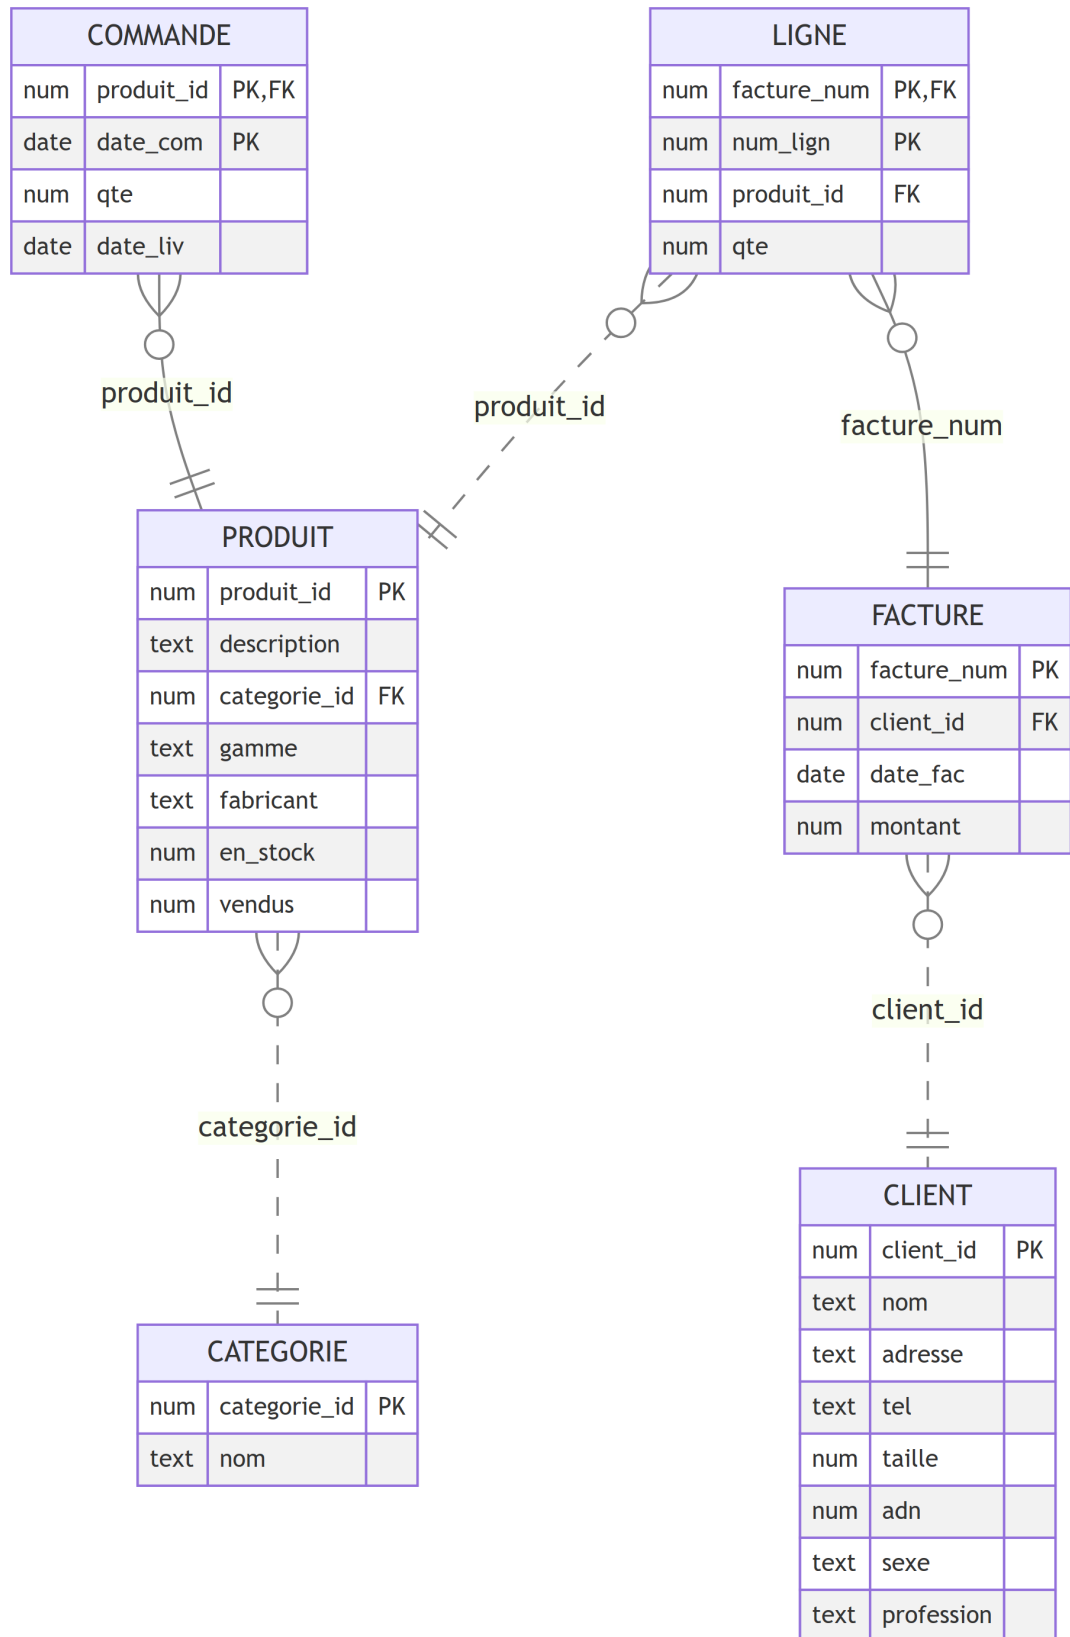 COMMANDE
num produit_id PK,FK
date date_com PK
num qte
date date_liv
LIGNE
num facture_num PK,FK
num num_lign PK
num produit_id FK
num qte
produit_id
produit_id
facture_num
PRODUIT
num produit_id PK
text description
num categorie_id FK
text gamme
text fabricant
num en_stock
num vendus
FACTURE
num facture_num PK
num client_id FK
date date_fac
num montant
categorie_id
client_id
CATEGORIE
num categorie_id PK
text nom
CLIENT
num client_id PK
text nom
text adresse
text tel
num taille
num adn
text sexe
text profession